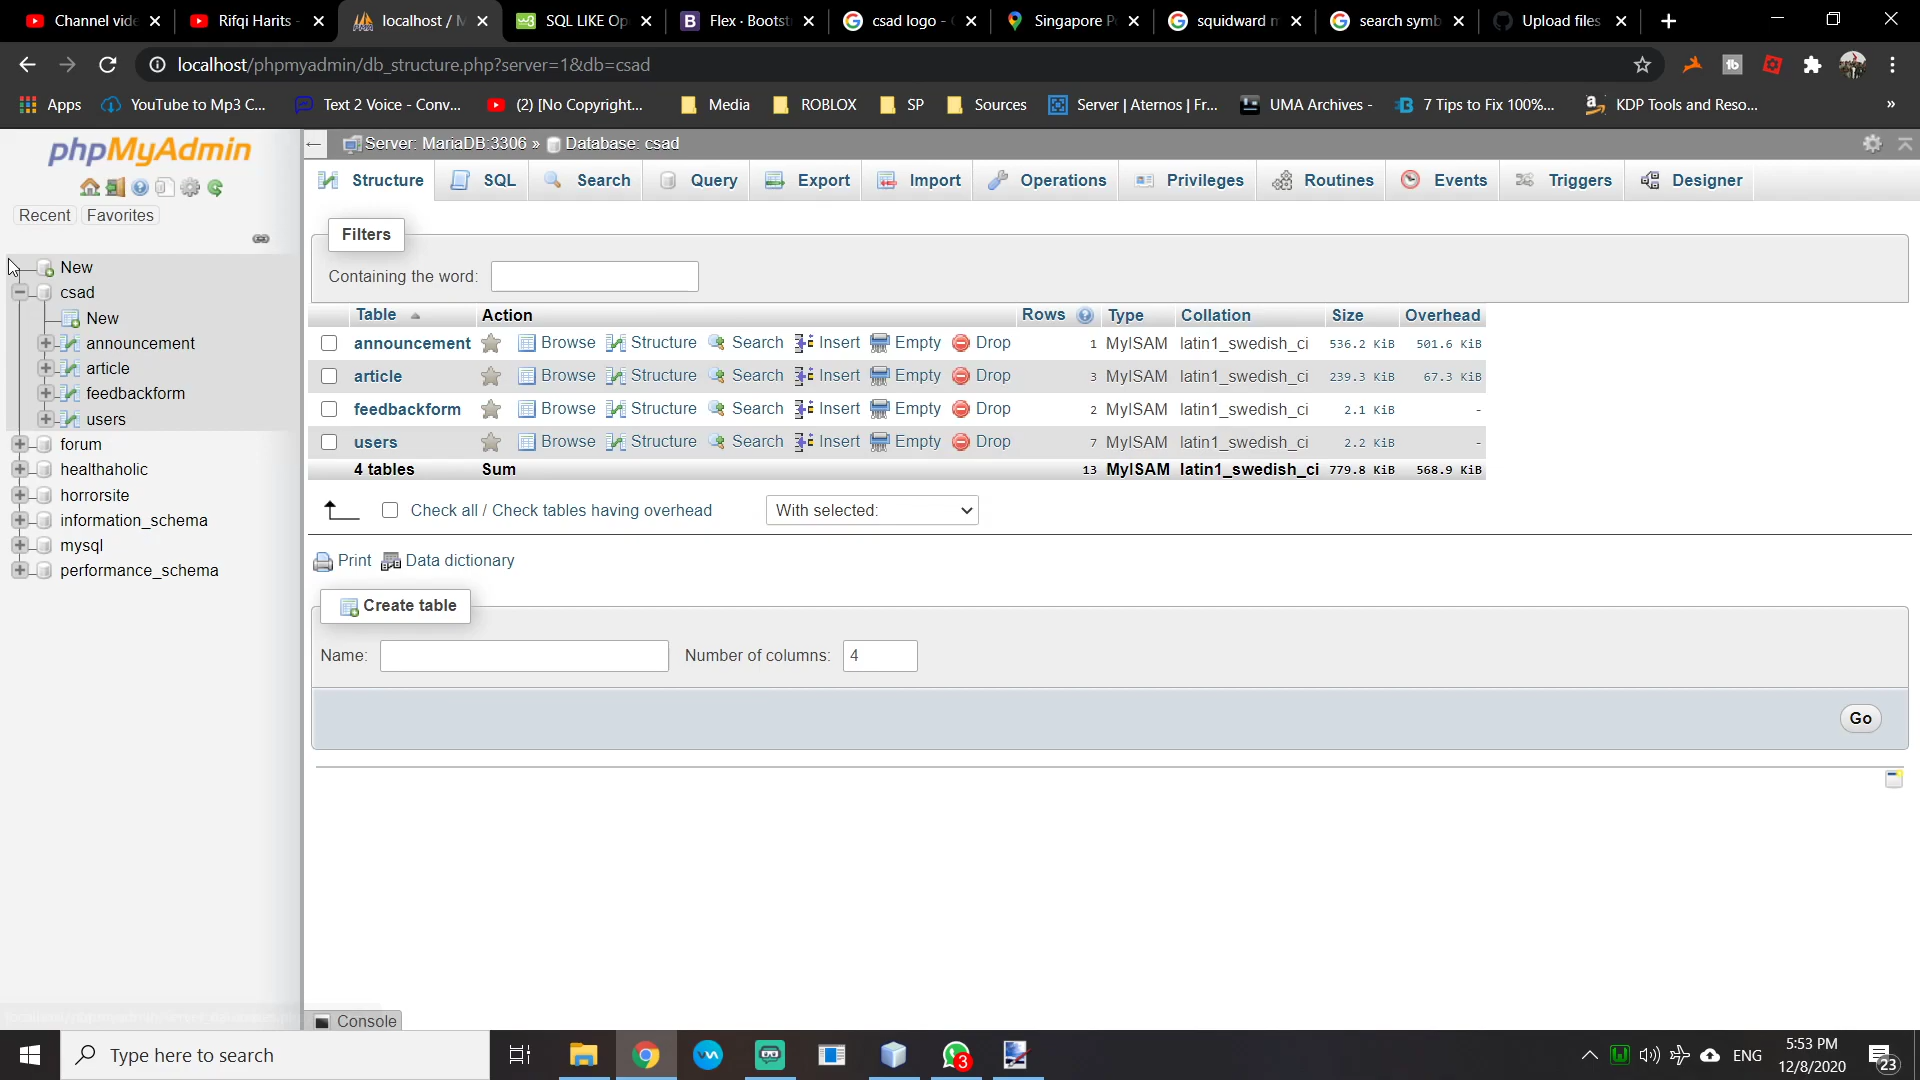 Channel vide
Rifqi Harits -
localhost / M
SQL LIKE Op
Flex · Bootst
csad logo -
Singapore Po
squidward m
search symb
Upload files
localhost/phpmyadmin/db_structure.php?server=1&db=csad
Apps
YouTube to Mp3 C...
Text 2 Voice - Conv...
(2) [No Copyright...
Media
ROBLOX
SP
Sources
Server | Aternos | Fr...
UMA Archives -
7 Tips to Fix 100%...
KDP Tools and Reso...
»
phpMyAdmin
Recent Favorites
New
csad
New
announcement
article
feedbackform
users
forum
healthaholic
horrorsite
information_schema
mysql
performance_schema
Server: MariaDB:3306 » Database: csad
Structure SQL Search Query Export Import Operations Privileges Routines Events Triggers Designer
Filters
Containing the word:
Table Action Rows Type Collation Size Overhead
announcement Browse Structure Search Insert Empty Drop 1 MyISAM latin1_swedish_ci 536.2 KiB 501.6 KiB
article Browse Structure Search Insert Empty Drop 3 MyISAM latin1_swedish_ci 239.3 KiB 67.3 KiB
feedbackform Browse Structure Search Insert Empty Drop 2 MyISAM latin1_swedish_ci 2.1 KiB -
users Browse Structure Search Insert Empty Drop 7 MyISAM latin1_swedish_ci 2.2 KiB -
4 tables Sum 13 MyISAM latin1_swedish_ci 779.8 KiB 568.9 KiB
Check all / Check tables having overhead With selected:
Print Data dictionary
Create table
Name: Number of columns: 4
Go
Console
Type here to search
3
ENG
5:53 PM
12/8/2020
23